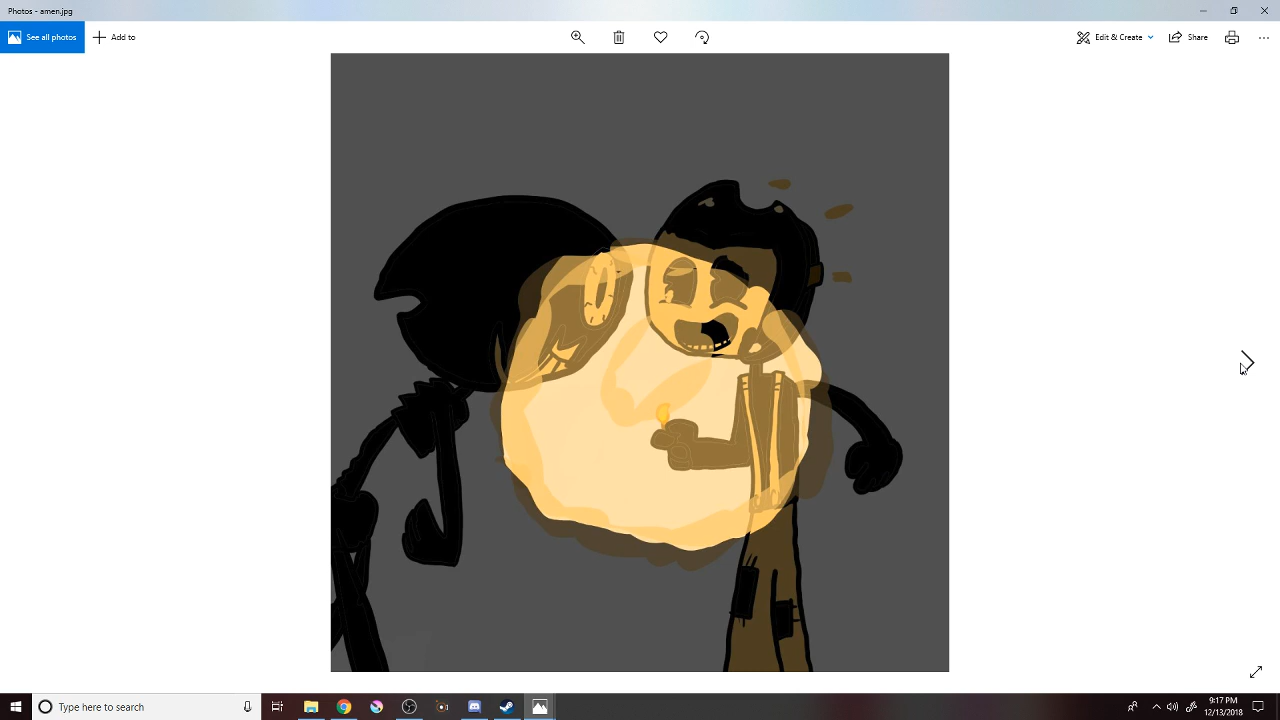 Photos - amen.jpg
See all photos
Add to
Edit & Create
Share
Type here to search
9:17 PM
12/13/2018